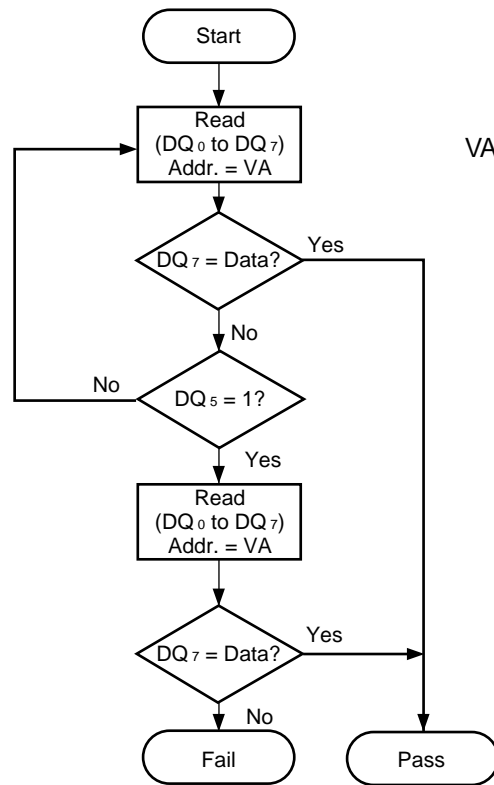 Start
Read
(DQ0 to DQ7)
Addr. = VA
VA
DQ7 = Data?
Yes
No
No
DQ5 = 1?
Yes
Read
(DQ0 to DQ7)
Addr. = VA
DQ7 = Data?
Yes
No
Fail
Pass